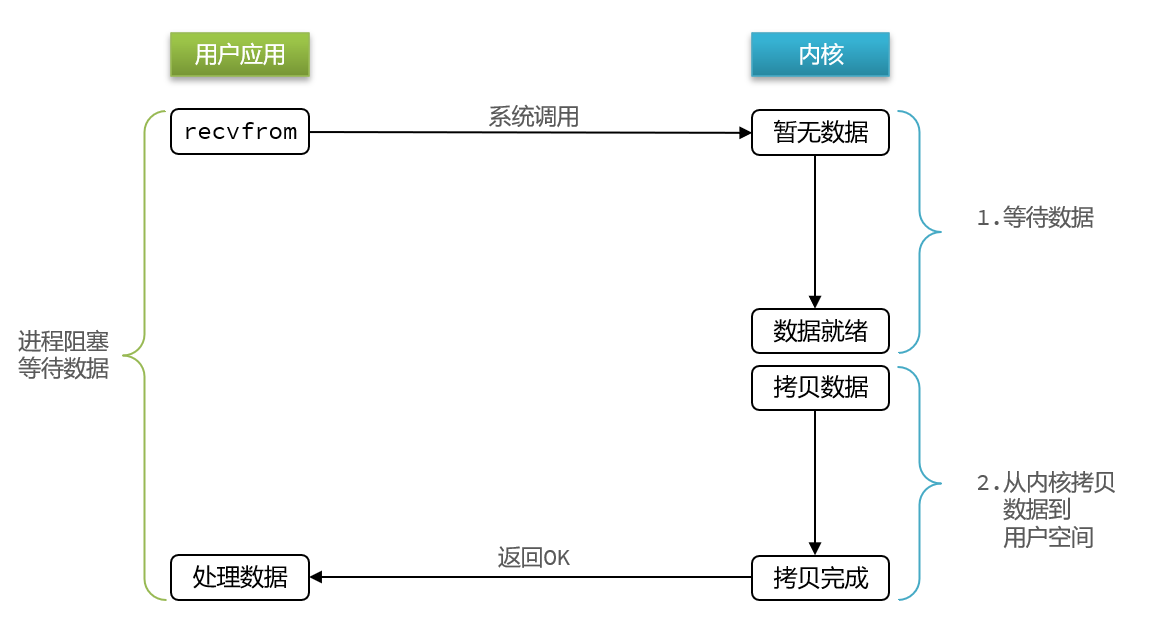 用户应用
内核
recvfrom
系统调用
暂无数据
1.等待数据
数据就绪
进程阻塞
等待数据
拷贝数据
2.从内核拷贝
数据到
用户空间
处理数据
返回OK
拷贝完成